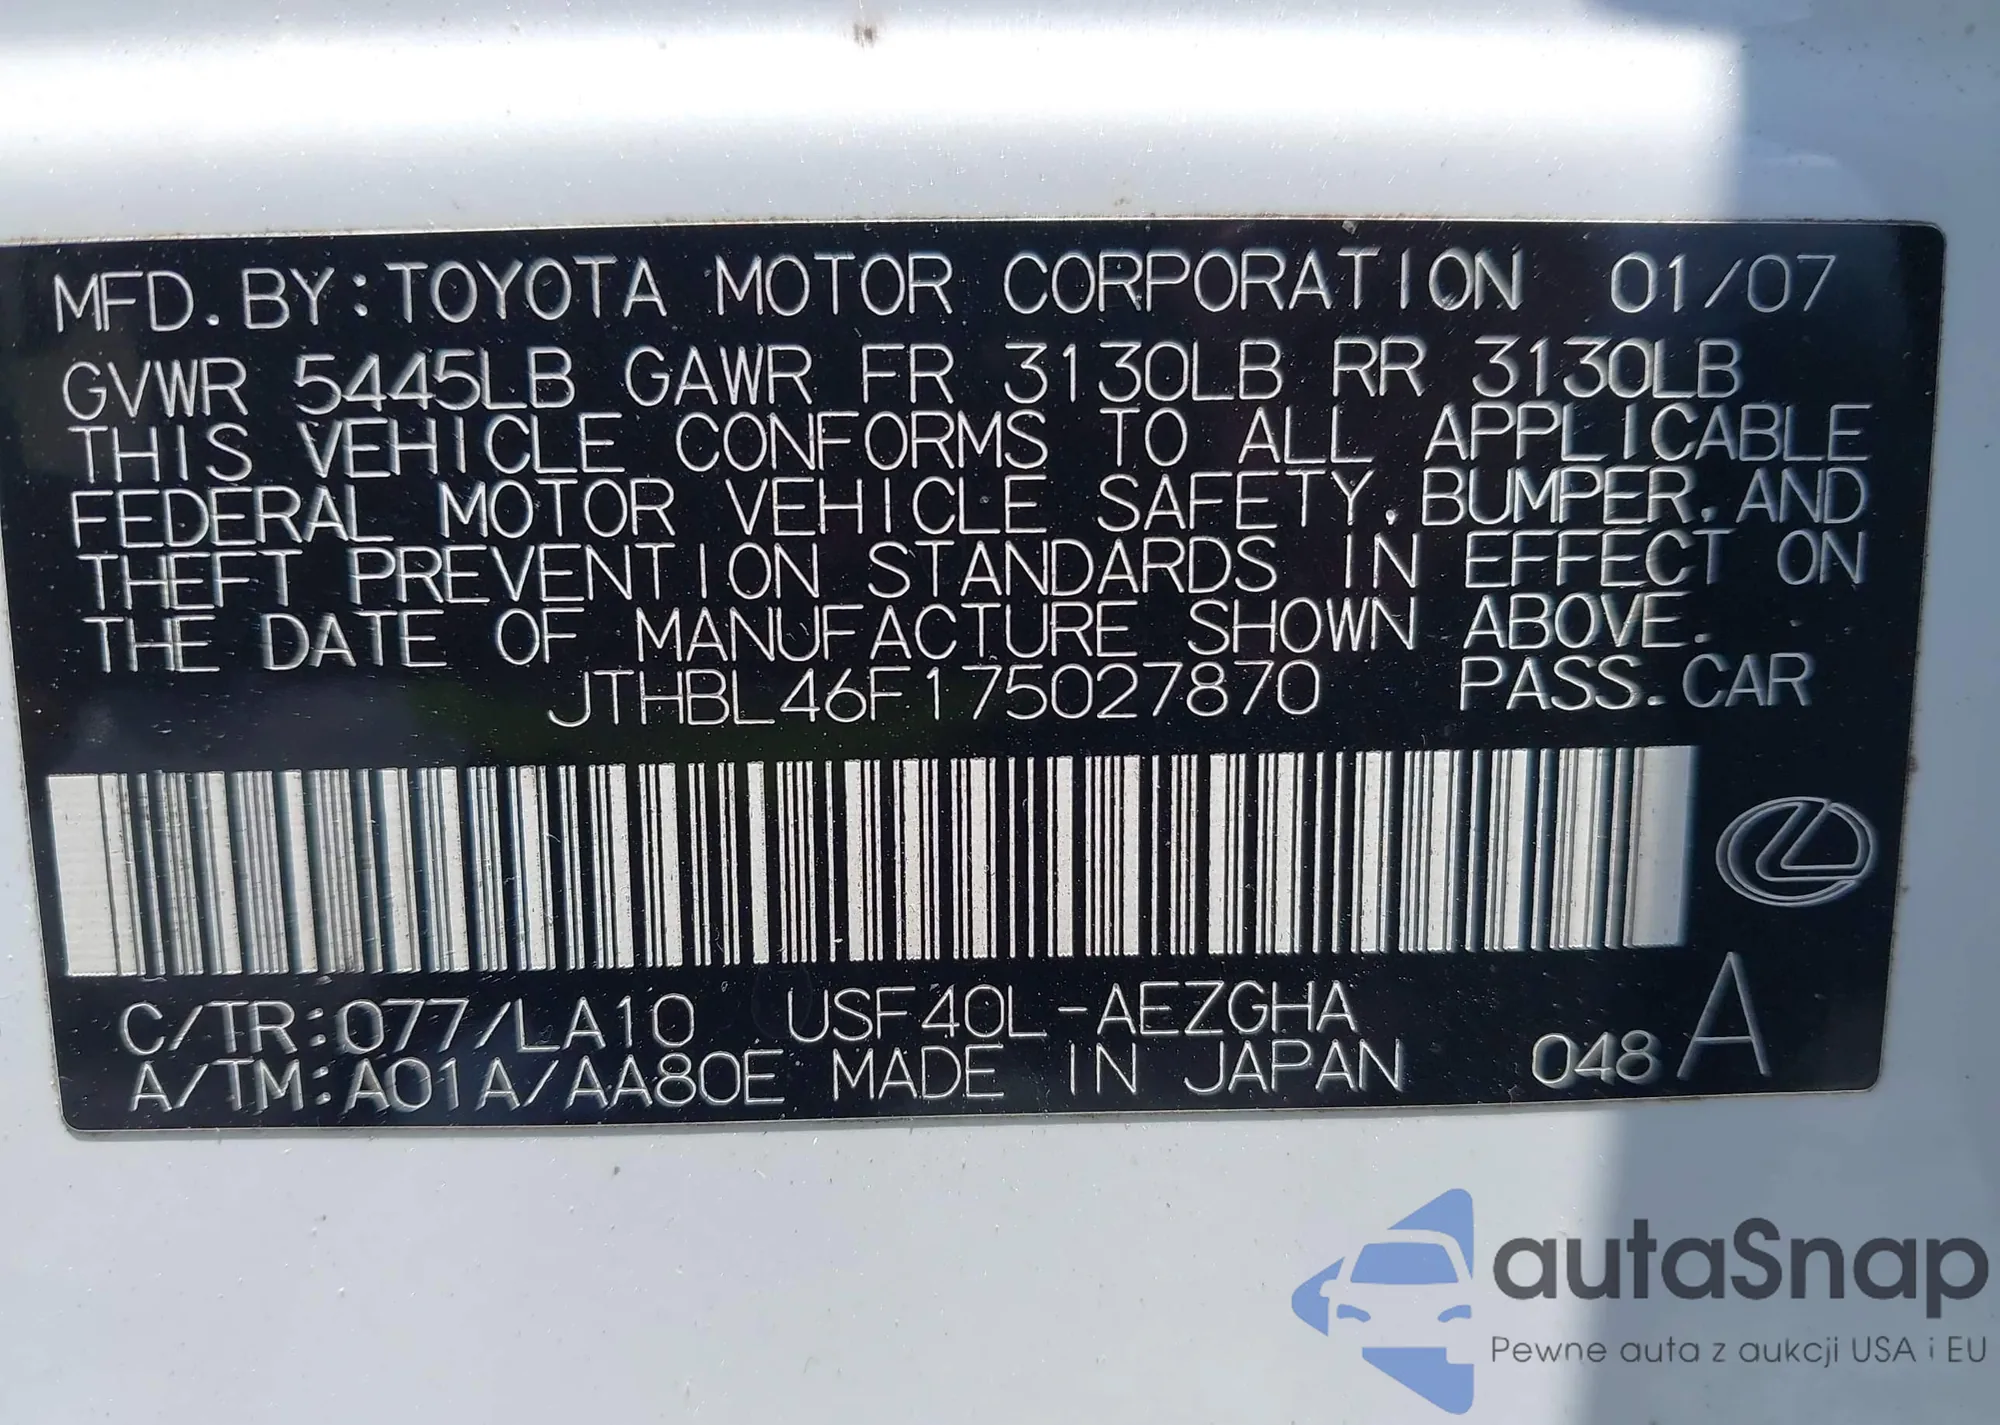 MFD. BY: TOYOTA MOTOR CORPORATION 01/07
GVWR 5445LB GAWR FR 3130LB RR 3130LB
THIS VEHICLE CONFORMS TO ALL APPLICABLE
FEDERAL MOTOR VEHICLE SAFETY, BUMPER, AND
THEFT PREVENTION STANDARDS IN EFFECT ON
THE DATE OF MANUFACTURE SHOWN ABOVE.
JTHBL46F175027870 PASS. CAR
C/TR:077/LA10 USF40L-AEZGHA
A/TM:A01A/AA80E MADE IN JAPAN 048 A
autaSnap
Pewne auta z aukcji USA i EU